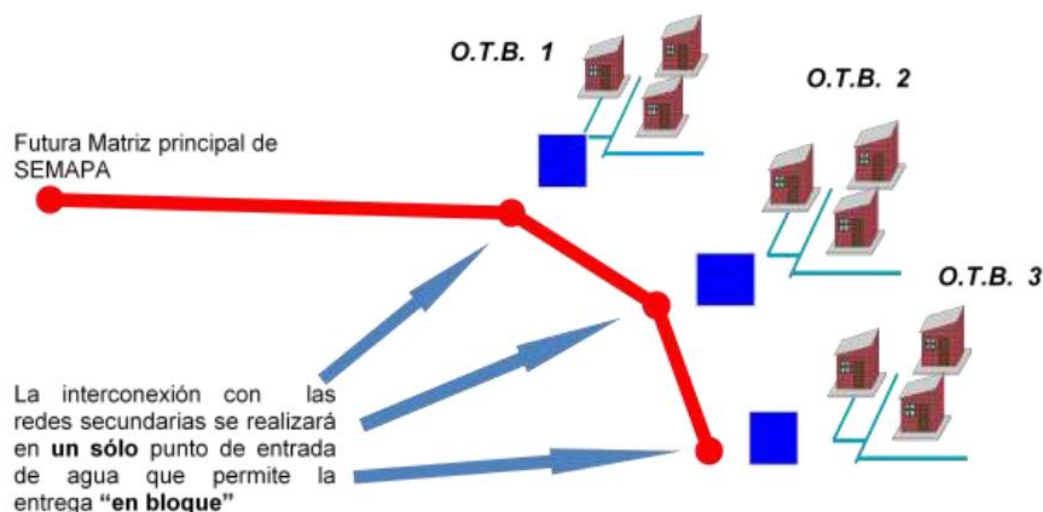 O.T.B. 1
O.T.B. 2
Futura Matriz principal de
SEMAPA
O.T.B. 3
La interconexión con las
redes secundarias se realizará
en un sólo punto de entrada
de agua que permite la
entrega “en bloque”